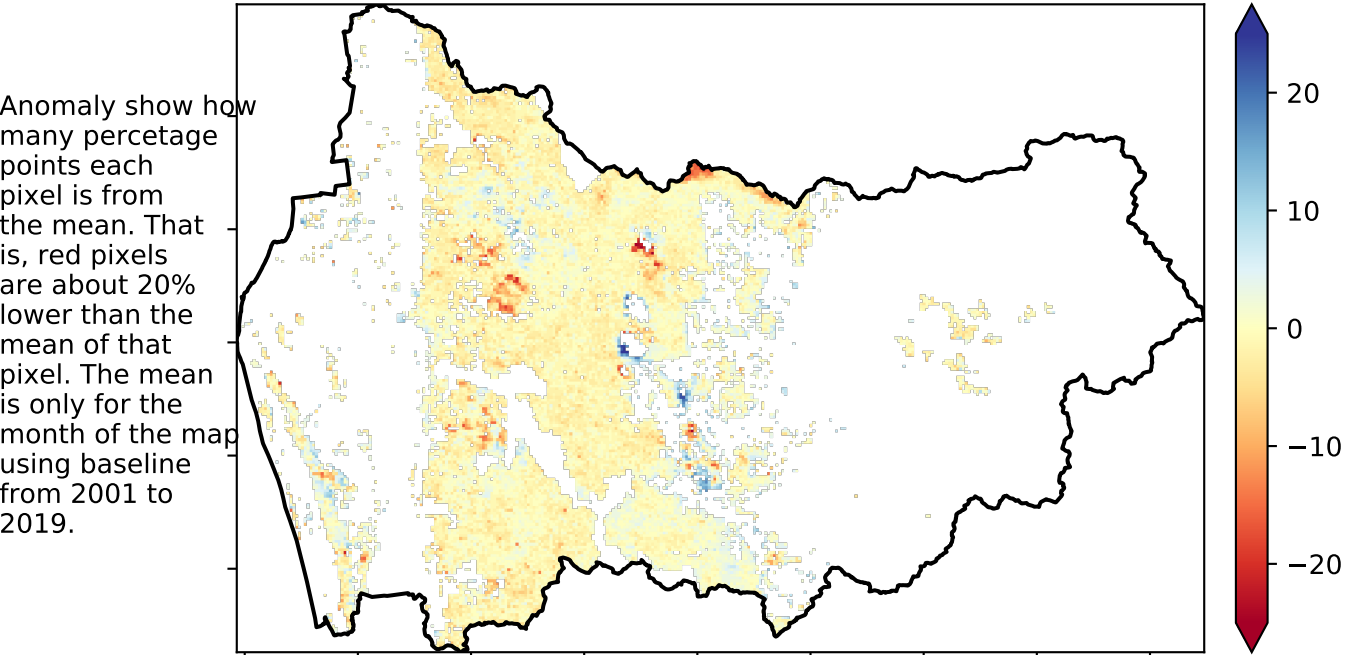 Anomaly show how
many percetage
points each
pixel is from
the mean. That
is, red pixels
are about 20%
lower than the
mean of that
pixel. The mean
is only for the
month of the map
using baseline
from 2001 to
2019.
20
10
0
−10
−20